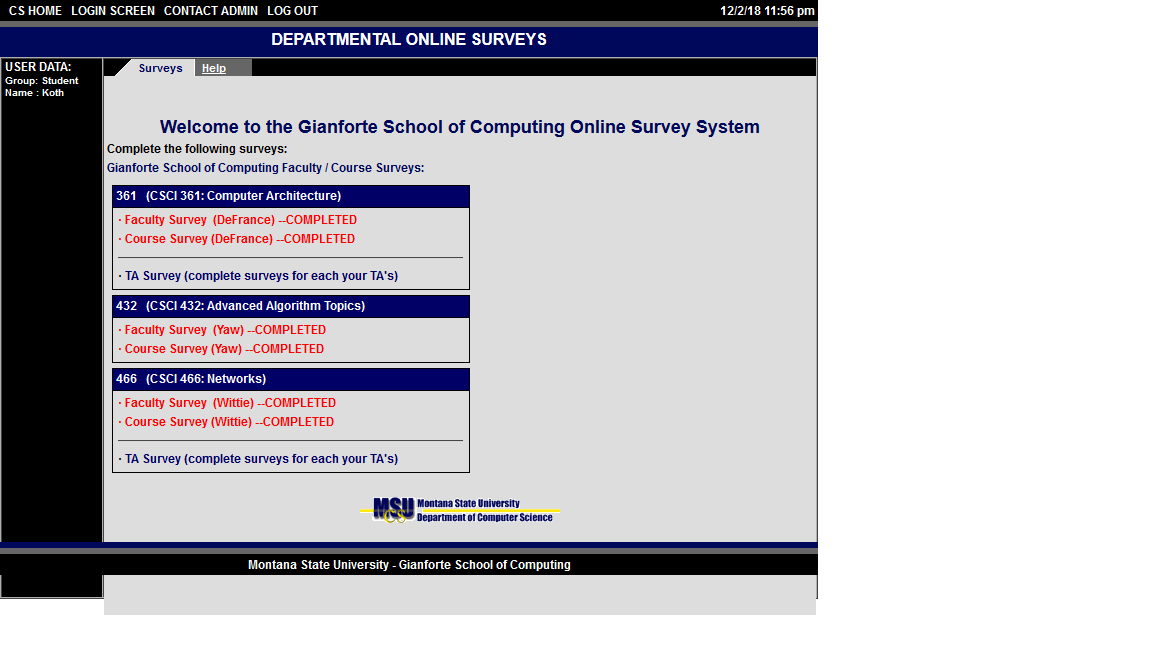 CS HOME LOGIN SCREEN CONTACT ADMIN LOG OUT 12/2/18 11:56 pm
DEPARTMENTAL ONLINE SURVEYS
USER DATA:
Group: Student
Name : Koth
Surveys Help
Welcome to the Gianforte School of Computing Online Survey System
Complete the following surveys:
Gianforte School of Computing Faculty / Course Surveys:
361 (CSCI 361: Computer Architecture)
· Faculty Survey (DeFrance) --COMPLETED
· Course Survey (DeFrance) --COMPLETED
· TA Survey (complete surveys for each your TA's)
432 (CSCI 432: Advanced Algorithm Topics)
· Faculty Survey (Yaw) --COMPLETED
· Course Survey (Yaw) --COMPLETED
466 (CSCI 466: Networks)
· Faculty Survey (Wittie) --COMPLETED
· Course Survey (Wittie) --COMPLETED
· TA Survey (complete surveys for each your TA's)
MSU CS Montana State University
Department of Computer Science
Montana State University - Gianforte School of Computing